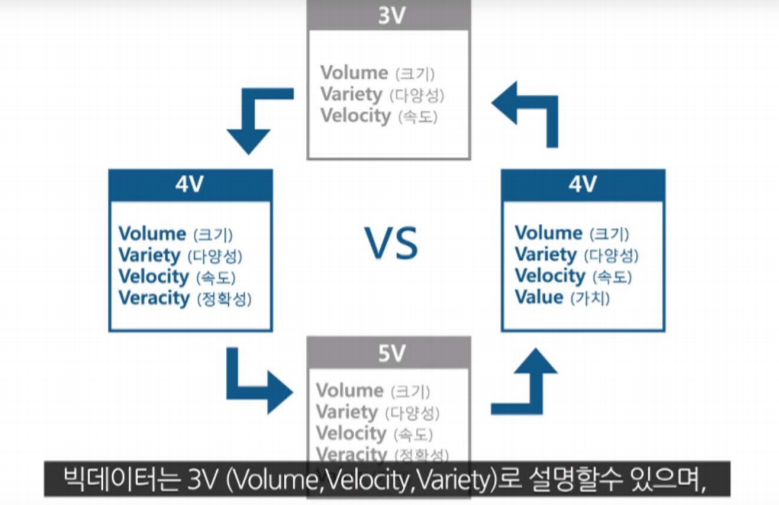 3V
Volume (크기)
Variety (다양성)
Velocity (속도)
4V
Volume (크기)
Variety (다양성)
Velocity (속도)
Veracity (정확성)
VS
4V
Volume (크기)
Variety (다양성)
Velocity (속도)
Value (가치)
5V
Volume (크기)
Variety (다양성)
Velocity (속도)
Veracity (정확성)
빅데이터는 3V (Volume,Velocity,Variety)로 설명할수 있으며,